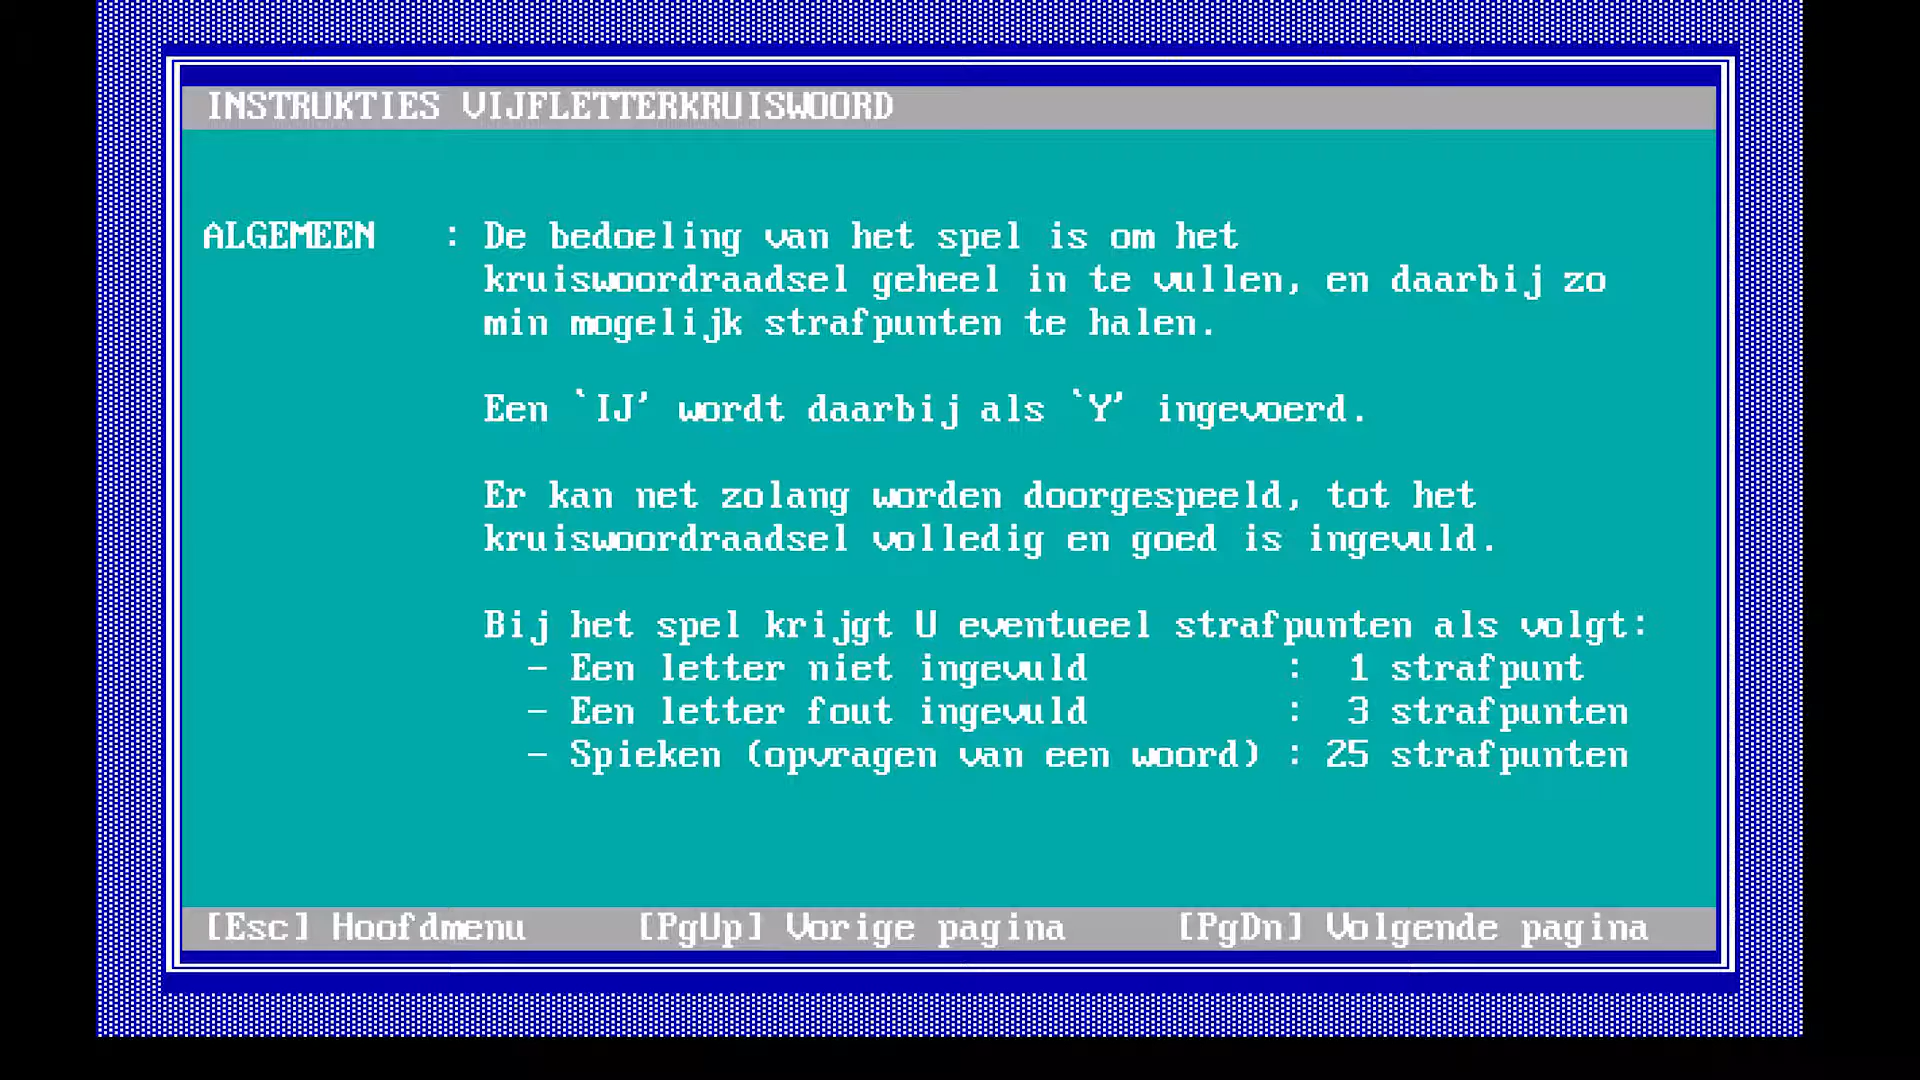 INSTRUKTIES VIJFLETTERKRUISWOORD
ALGEMEEN : De bedoeling van het spel is om het
kruiswoordraadsel geheel in te vullen, en daarbij zo
min mogelijk strafpunten te halen.
Een `IJ' wordt daarbij als `Y' ingevoerd.
Er kan net zolang worden doorgespeeld, tot het
kruiswoordraadsel volledig en goed is ingevuld.
Bij het spel krijgt U eventueel strafpunten als volgt:
- Een letter niet ingevuld : 1 strafpunt
- Een letter fout ingevuld : 3 strafpunten
- Spieken (opvragen van een woord) : 25 strafpunten
[Esc] Hoofdmenu [PgUp] Vorige pagina [PgDn] Volgende pagina